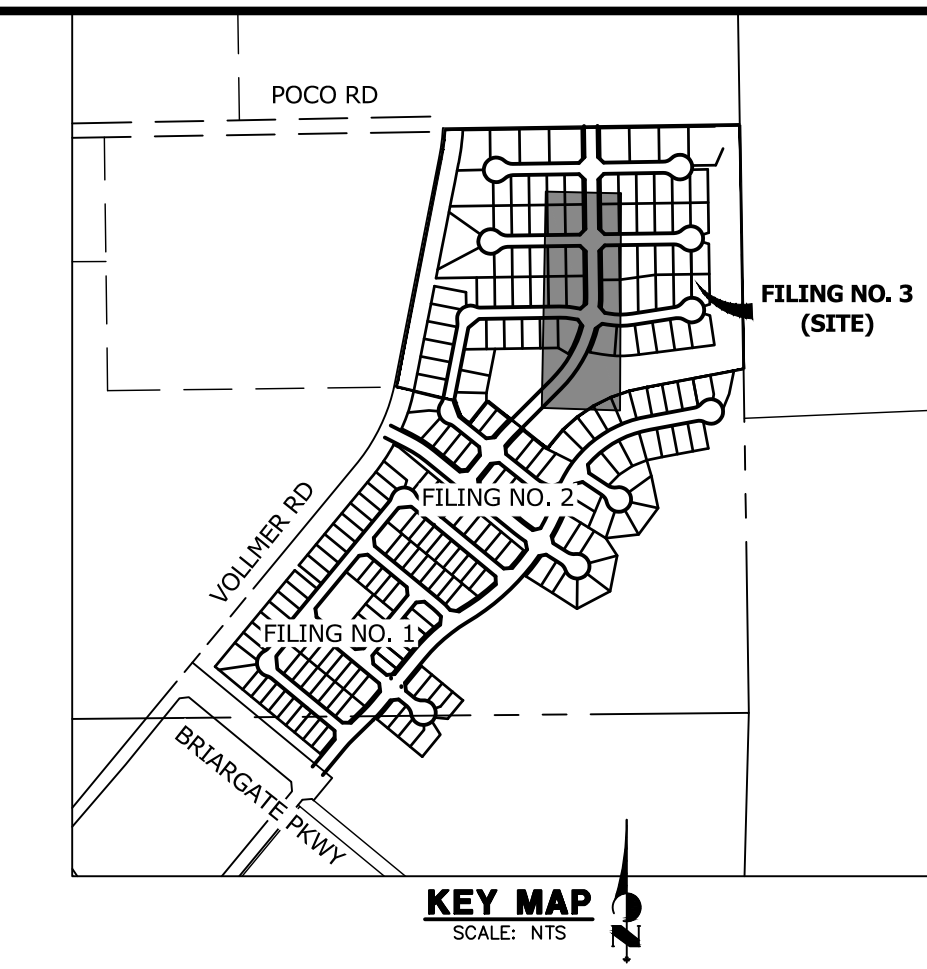 POCO RD
FILING NO. 3
(SITE)
FILING NO. 2
VOLLMER RD
FILING NO. 1
BRIARGATE PKWY
KEY MAP
SCALE: NTS
N